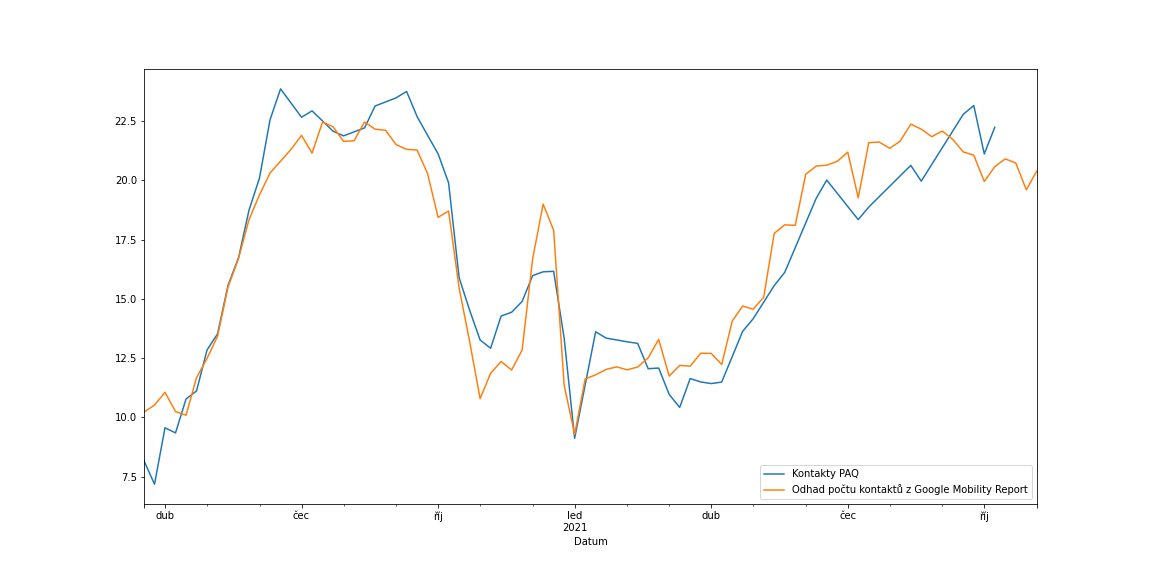 22.5
20.0
17.5
15.0
12.5
10.0
7.5
dub
čec
říj
led
2021
dub
čec
říj
Datum
Kontakty PAQ
Odhad počtu kontaktů z Google Mobility Report